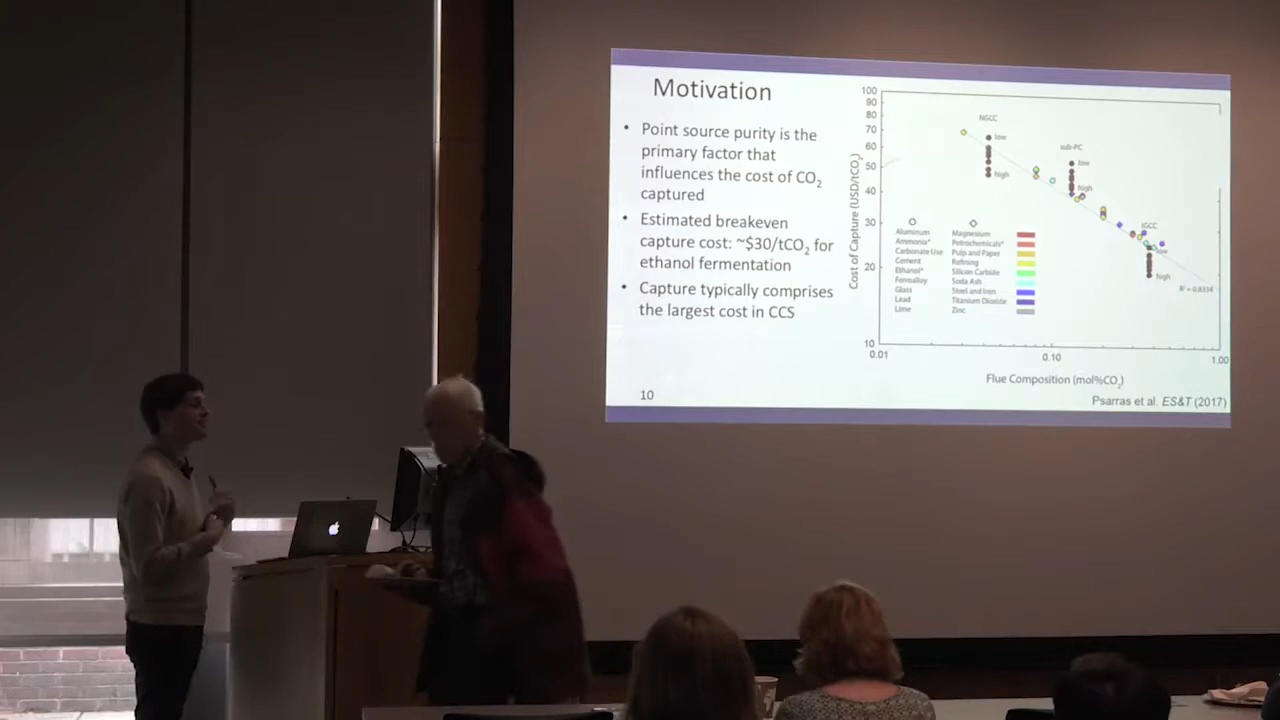 Motivation
• Point source purity is the
primary factor that
influences the cost of CO2
captured
• Estimated breakeven
capture cost: ~$30/tCO2 for
ethanol fermentation
• Capture typically comprises
the largest cost in CCS
10
Cost of Capture (USD/tCO2)
100
90
80
70
60
50
40
30
20
10
NGCC
low
high
sub-PC
low
high
IGCC
low
high
R² = 0.8334
Aluminum
Ammonia*
Carbonate Use
Cement
Ethanol*
Ferroalloy
Glass
Lead
Lime
Magnesium
Petrochemicals*
Pulp and Paper
Refining
Silicon Carbide
Soda Ash
Steel and Iron
Titanium Dioxide
Zinc
0.01
0.10
1.00
Flue Composition (mol%CO2)
Psarras et al. ES&T (2017)